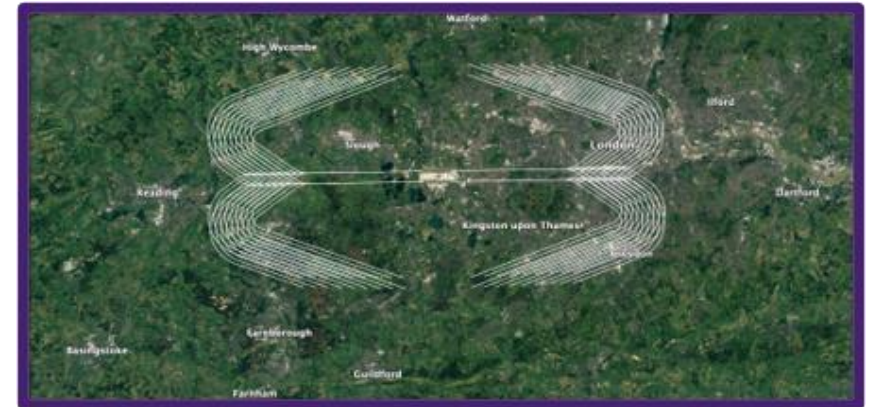 Watford
High Wycombe
Ilford
Slough
London
Reading
Dartford
Kingston upon Thames
Farnborough
Basingstoke
Guildford
Farnham